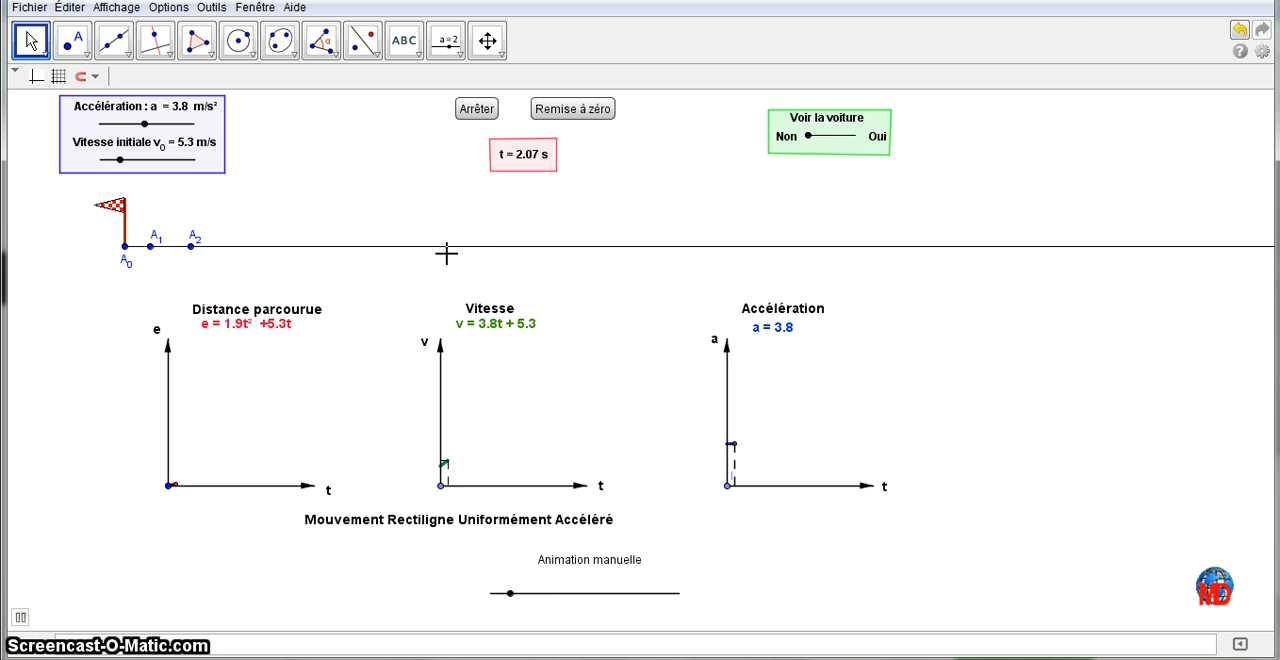 Fichier Éditer Affichage Options Outils Fenêtre Aide
A
α
ABC
a=2
Accélération : a = 3.8 m/s²
Vitesse initiale v0 = 5.3 m/s
Arrêter
Remise à zéro
t = 2.07 s
Voir la voiture
Non
Oui
A1
A2
A0
Distance parcourue
e = 1.9t² +5.3t
e
t
Vitesse
v = 3.8t + 5.3
v
t
Accélération
a = 3.8
a
t
Mouvement Rectiligne Uniformément Accéléré
Animation manuelle
MD
Screencast-O-Matic.com